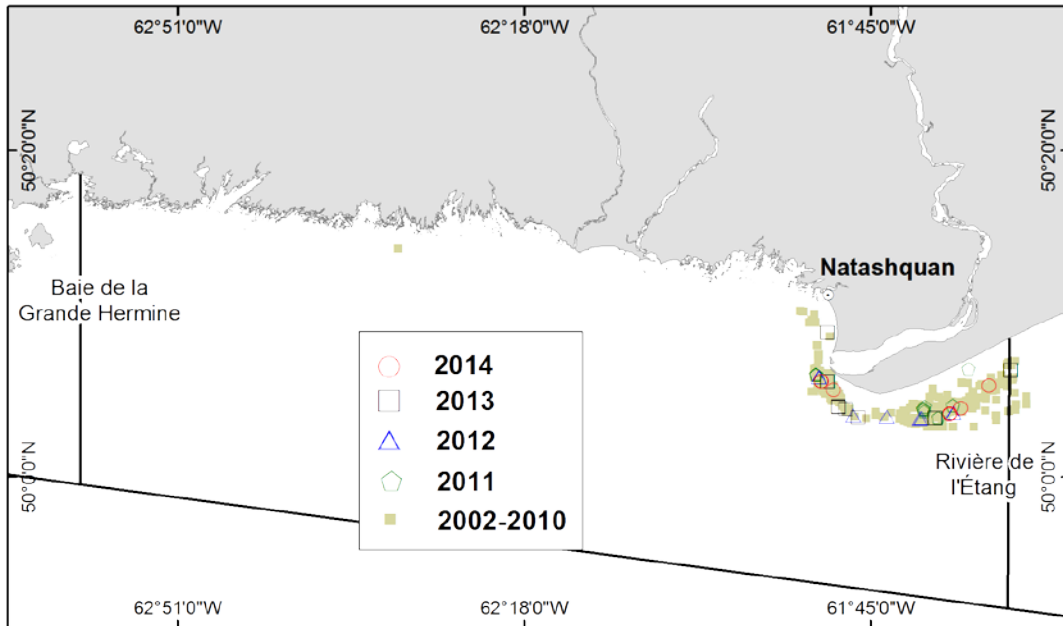 62°51'0"W 62°18'0"W 61°45'0"W
50°20'0"N 50°20'0"N
Natashquan
Baie de la
Grande Hermine
2014
2013
2012
2011
2002-2010
Rivière de
l'Étang
50°0'0"N 50°0'0"N
62°51'0"W 62°18'0"W 61°45'0"W